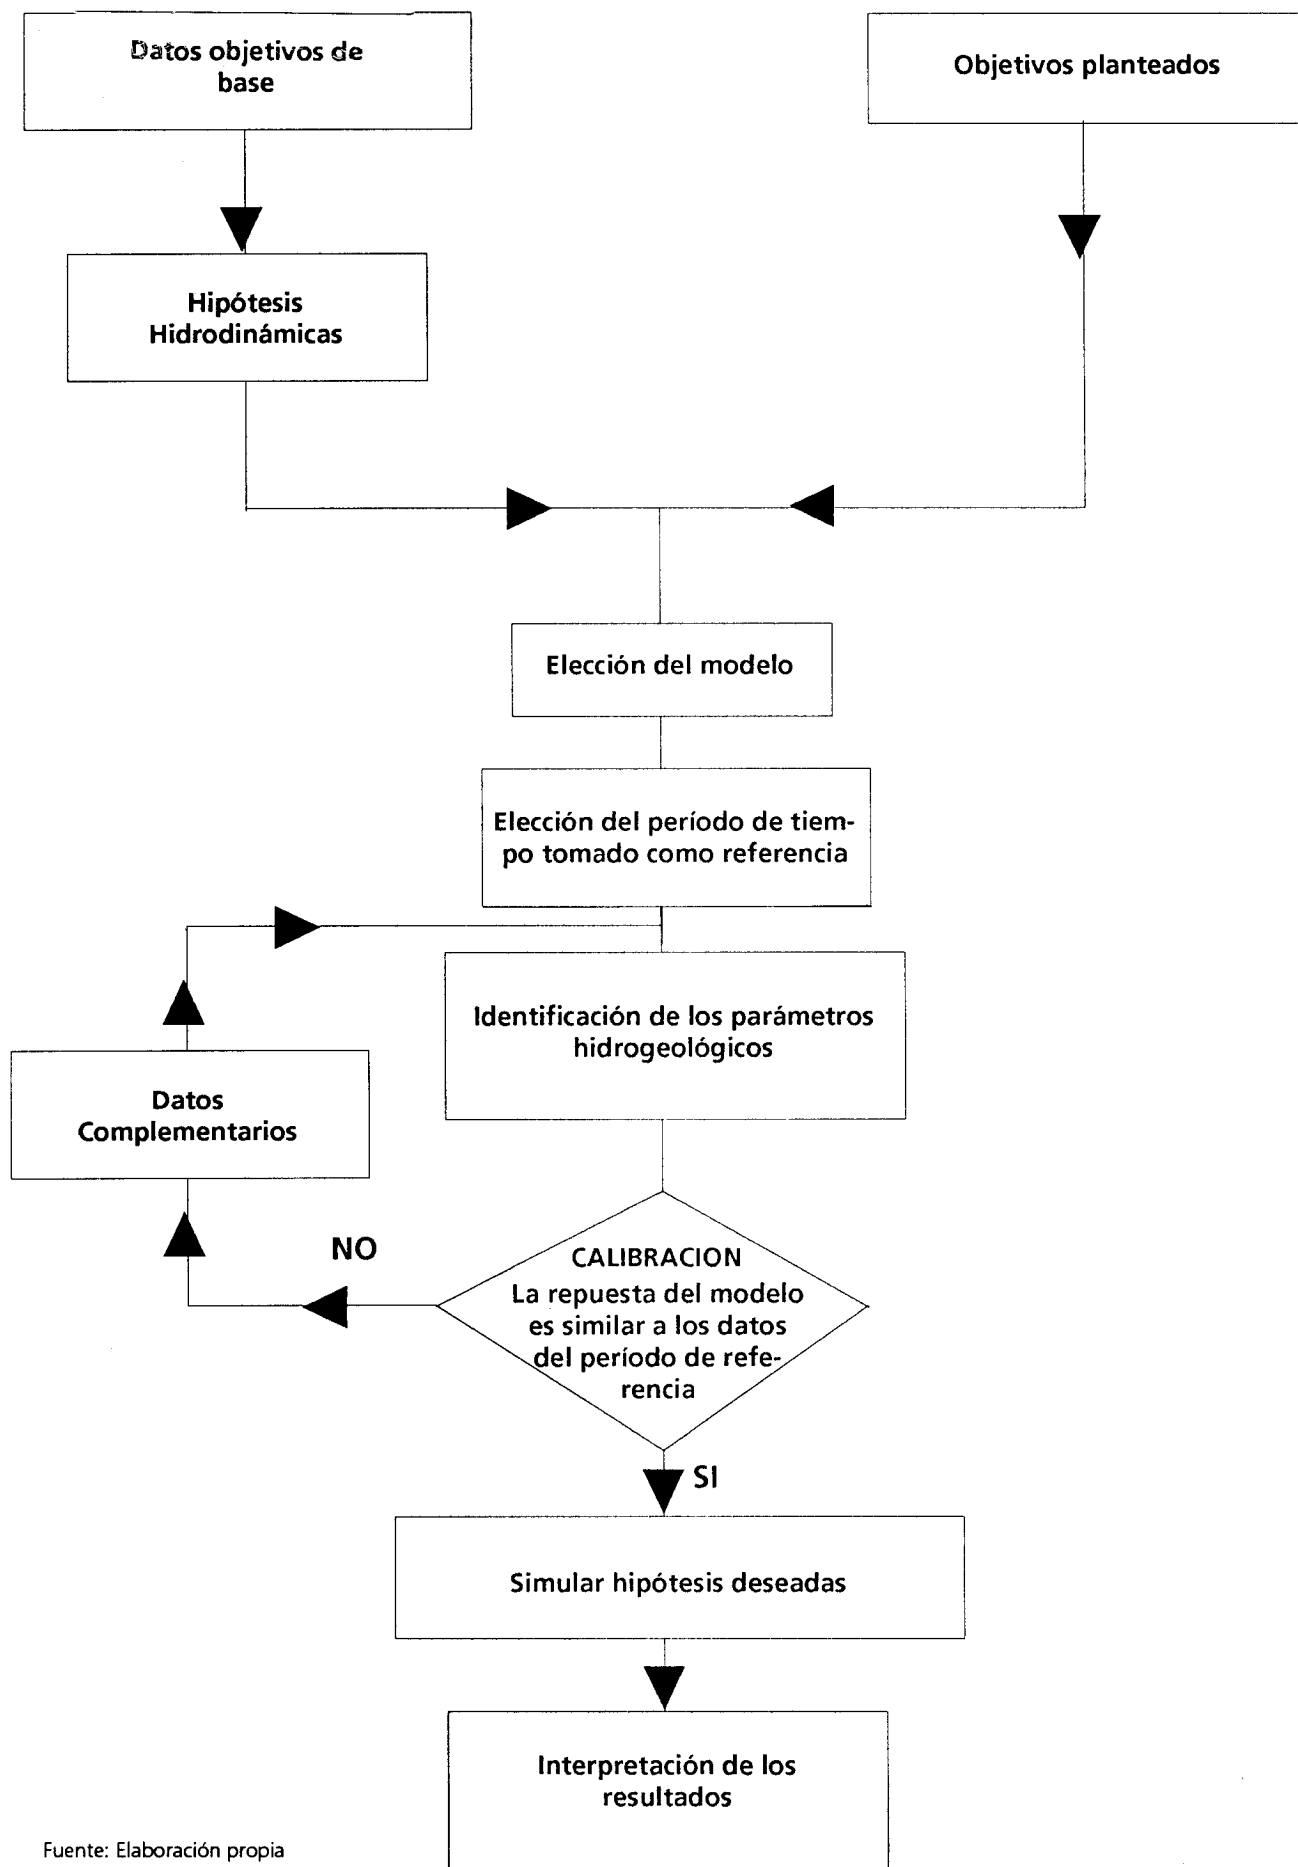 Datos objetivos de
base
Objetivos planteados
Hipótesis
Hidrodinámicas
Elección del modelo
Elección del período de tiem-
po tomado como referencia
Identificación de los parámetros
hidrogeológicos
Datos
Complementarios
NO
CALIBRACION
La repuesta del modelo
es similar a los datos
del período de refe-
rencia
SI
Simular hipótesis deseadas
Interpretación de los
resultados
Fuente: Elaboración propia